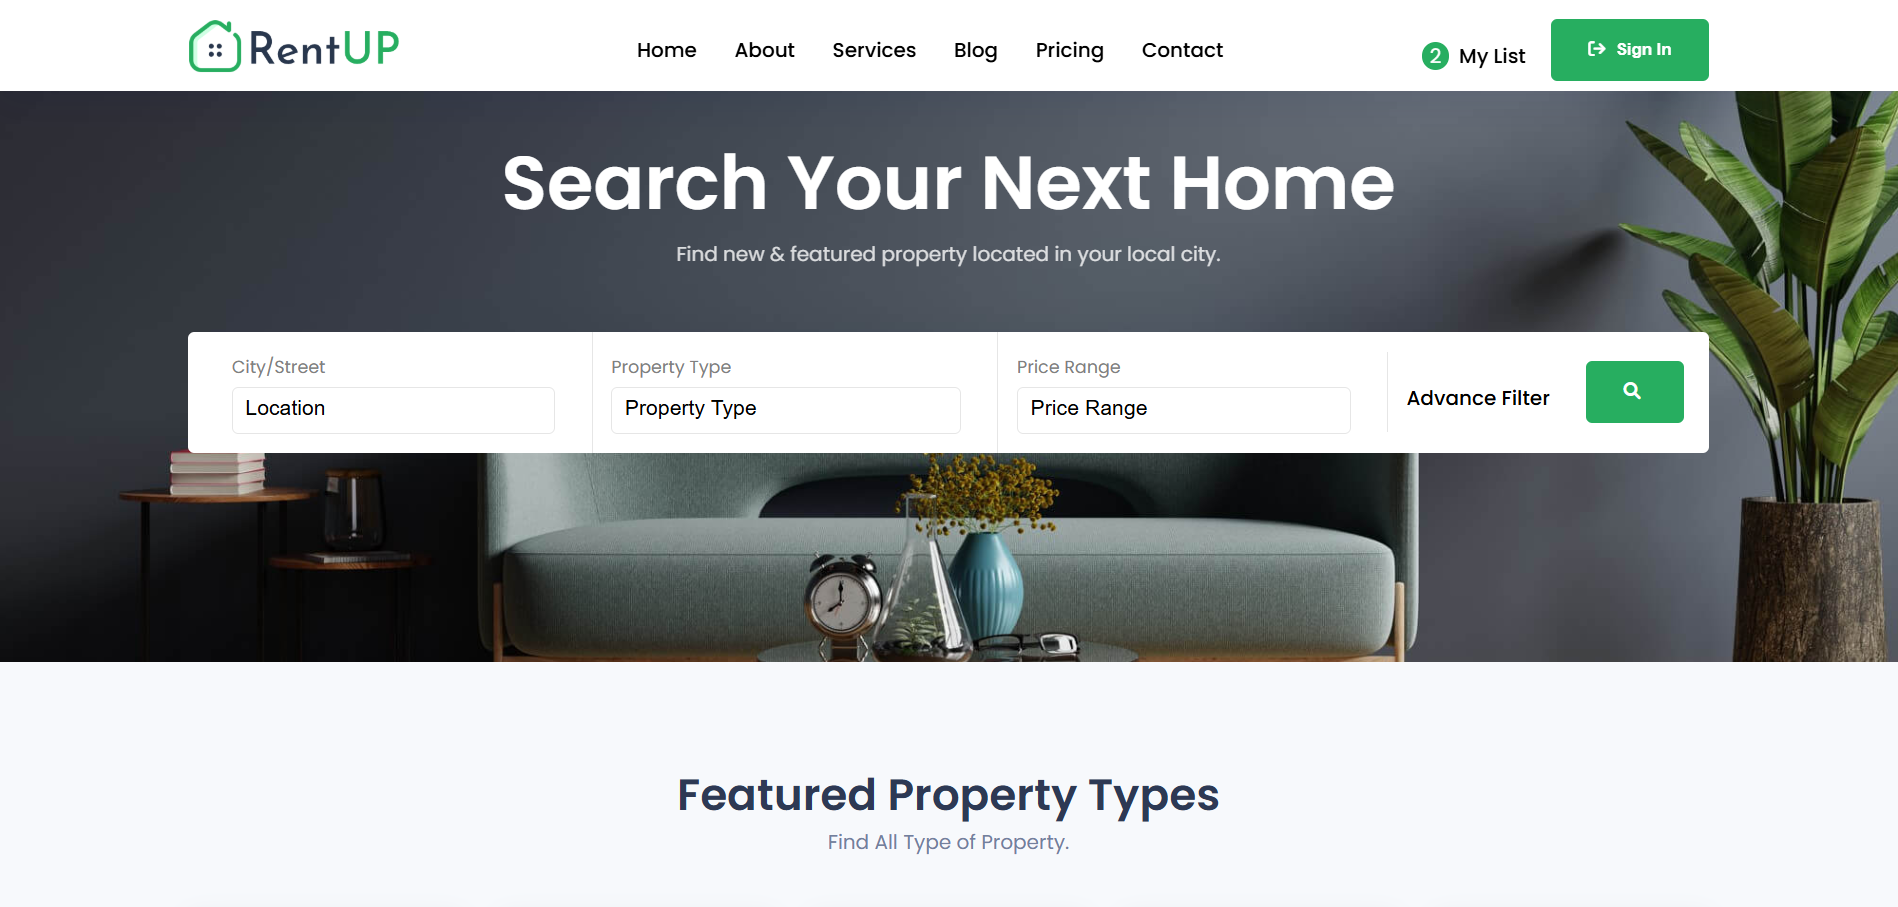 RentUP
Home About Services Blog Pricing Contact
2 My List
Sign In
Search Your Next Home
Find new & featured property located in your local city.
City/Street
Location
Property Type
Property Type
Price Range
Price Range
Advance Filter
Featured Property Types
Find All Type of Property.